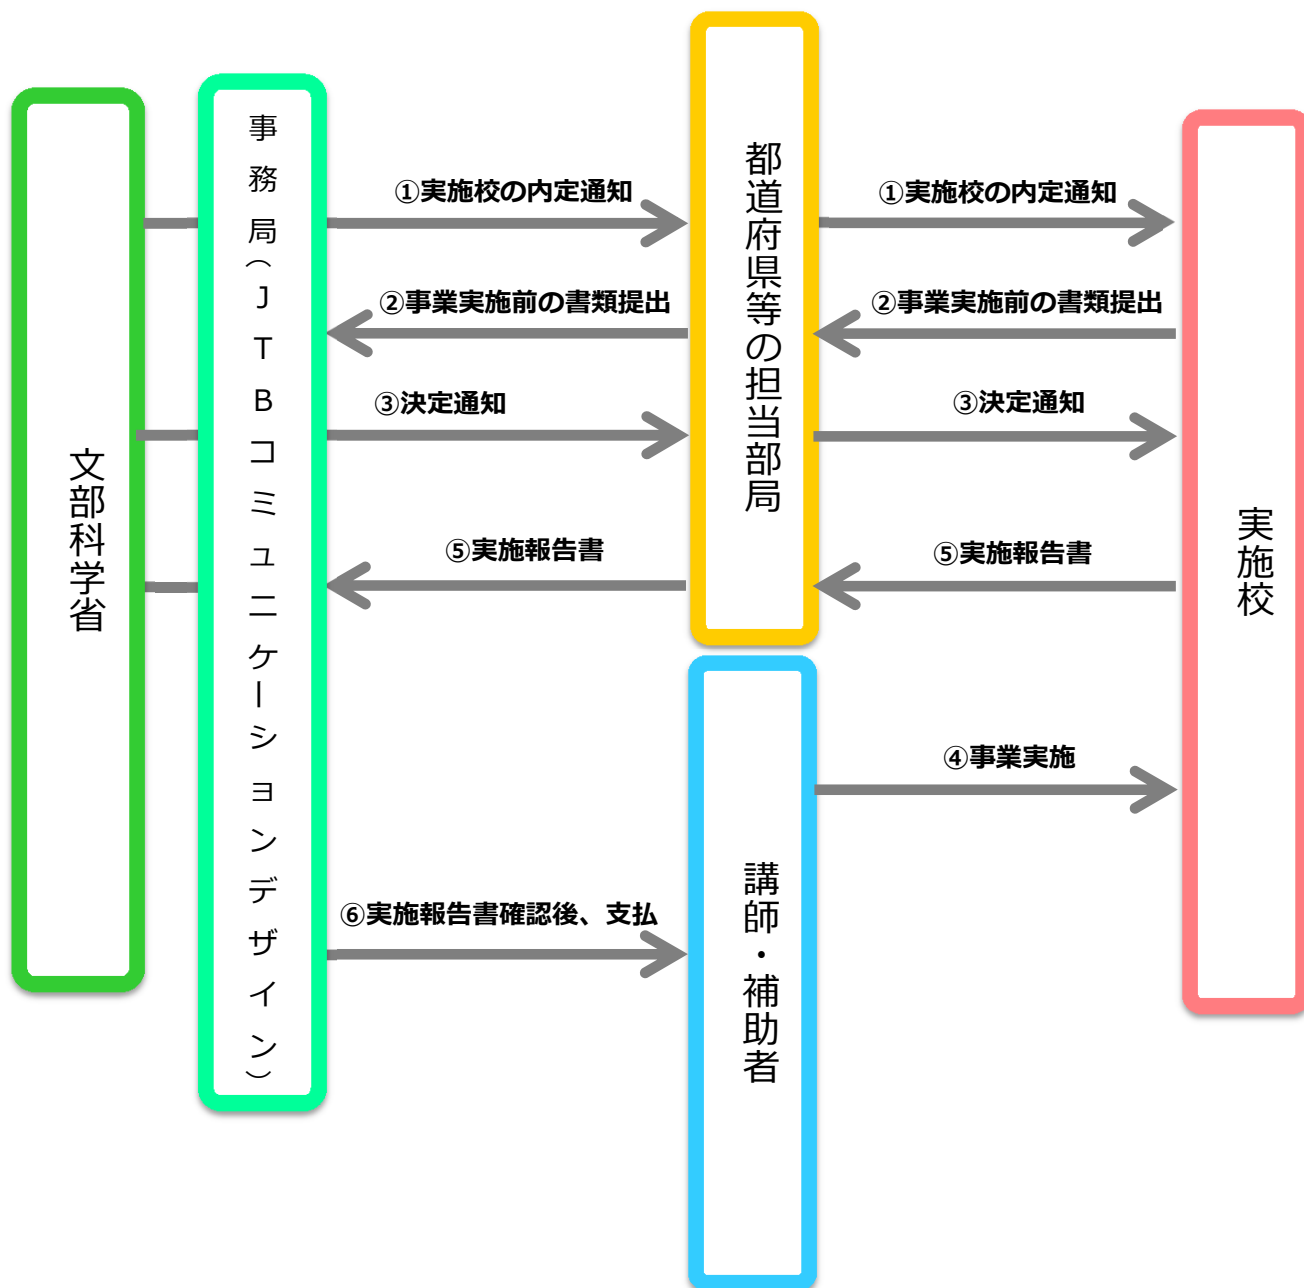 文部科学省
事務局（JTBコミュニケーションデザイン）
都道府県等の担当部局
実施校
講師・補助者
①実施校の内定通知
①実施校の内定通知
②事業実施前の書類提出
②事業実施前の書類提出
③決定通知
③決定通知
⑤実施報告書
⑤実施報告書
④事業実施
⑥実施報告書確認後、支払